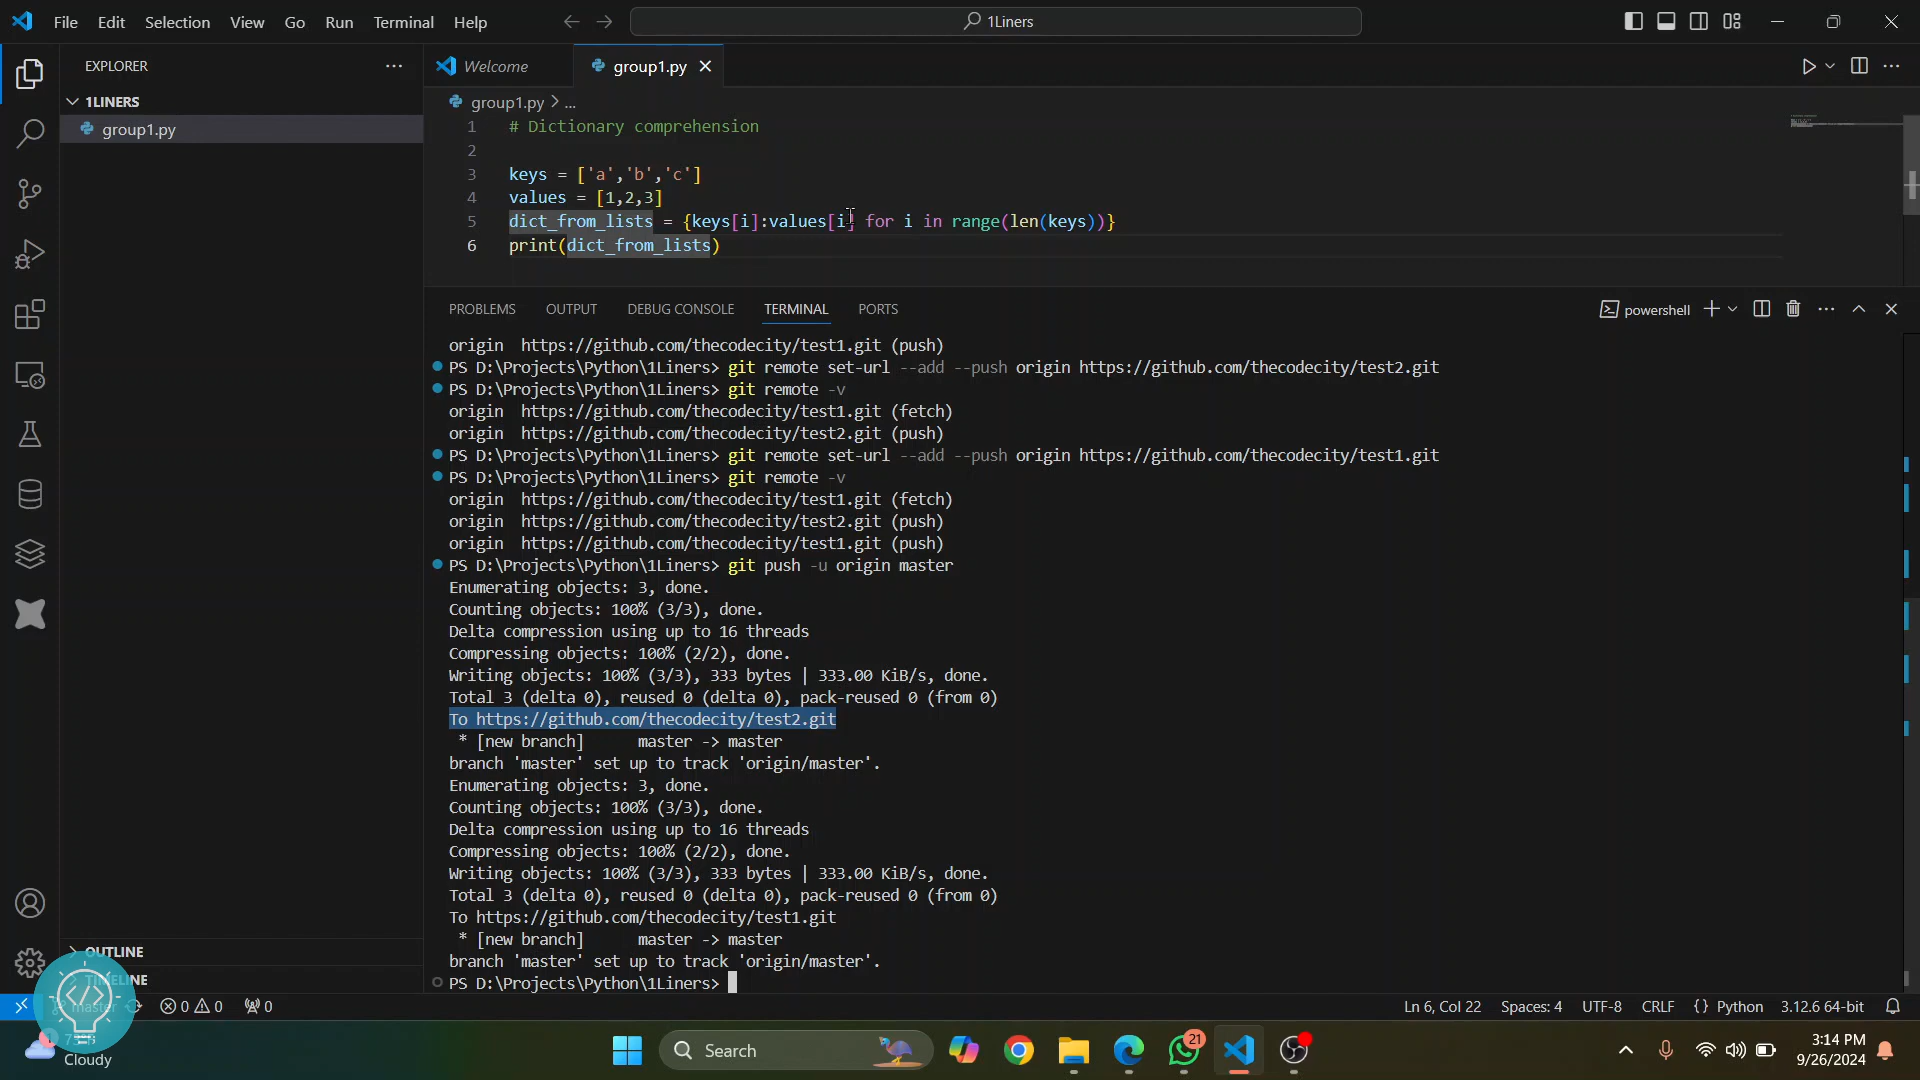 File Edit Selection View Go Run Terminal Help
1Liners
EXPLORER
1LINERS
group1.py
OUTLINE
TIMELINE
Welcome
group1.py
group1.py > ...
1 # Dictionary comprehension
2
3 keys = ['a','b','c']
4 values = [1,2,3]
5 dict_from_lists = {keys[i]:values[i] for i in range(len(keys))}
6 print(dict_from_lists)
PROBLEMS OUTPUT DEBUG CONSOLE TERMINAL PORTS
powershell
origin https://github.com/thecodecity/test1.git (push)
PS D:\Projects\Python\1Liners> git remote set-url --add --push origin https://github.com/thecodecity/test2.git
PS D:\Projects\Python\1Liners> git remote -v
origin https://github.com/thecodecity/test1.git (fetch)
origin https://github.com/thecodecity/test2.git (push)
PS D:\Projects\Python\1Liners> git remote set-url --add --push origin https://github.com/thecodecity/test1.git
PS D:\Projects\Python\1Liners> git remote -v
origin https://github.com/thecodecity/test1.git (fetch)
origin https://github.com/thecodecity/test2.git (push)
origin https://github.com/thecodecity/test1.git (push)
PS D:\Projects\Python\1Liners> git push -u origin master
Enumerating objects: 3, done.
Counting objects: 100% (3/3), done.
Delta compression using up to 16 threads
Compressing objects: 100% (2/2), done.
Writing objects: 100% (3/3), 333 bytes | 333.00 KiB/s, done.
Total 3 (delta 0), reused 0 (delta 0), pack-reused 0 (from 0)
To https://github.com/thecodecity/test2.git
* [new branch] master -> master
branch 'master' set up to track 'origin/master'.
Enumerating objects: 3, done.
Counting objects: 100% (3/3), done.
Delta compression using up to 16 threads
Compressing objects: 100% (2/2), done.
Writing objects: 100% (3/3), 333 bytes | 333.00 KiB/s, done.
Total 3 (delta 0), reused 0 (delta 0), pack-reused 0 (from 0)
To https://github.com/thecodecity/test1.git
* [new branch] master -> master
branch 'master' set up to track 'origin/master'.
PS D:\Projects\Python\1Liners>
master 0 0 0
Ln 6, Col 22 Spaces: 4 UTF-8 CRLF {} Python 3.12.6 64-bit
Cloudy
Search
21
3:14 PM
9/26/2024